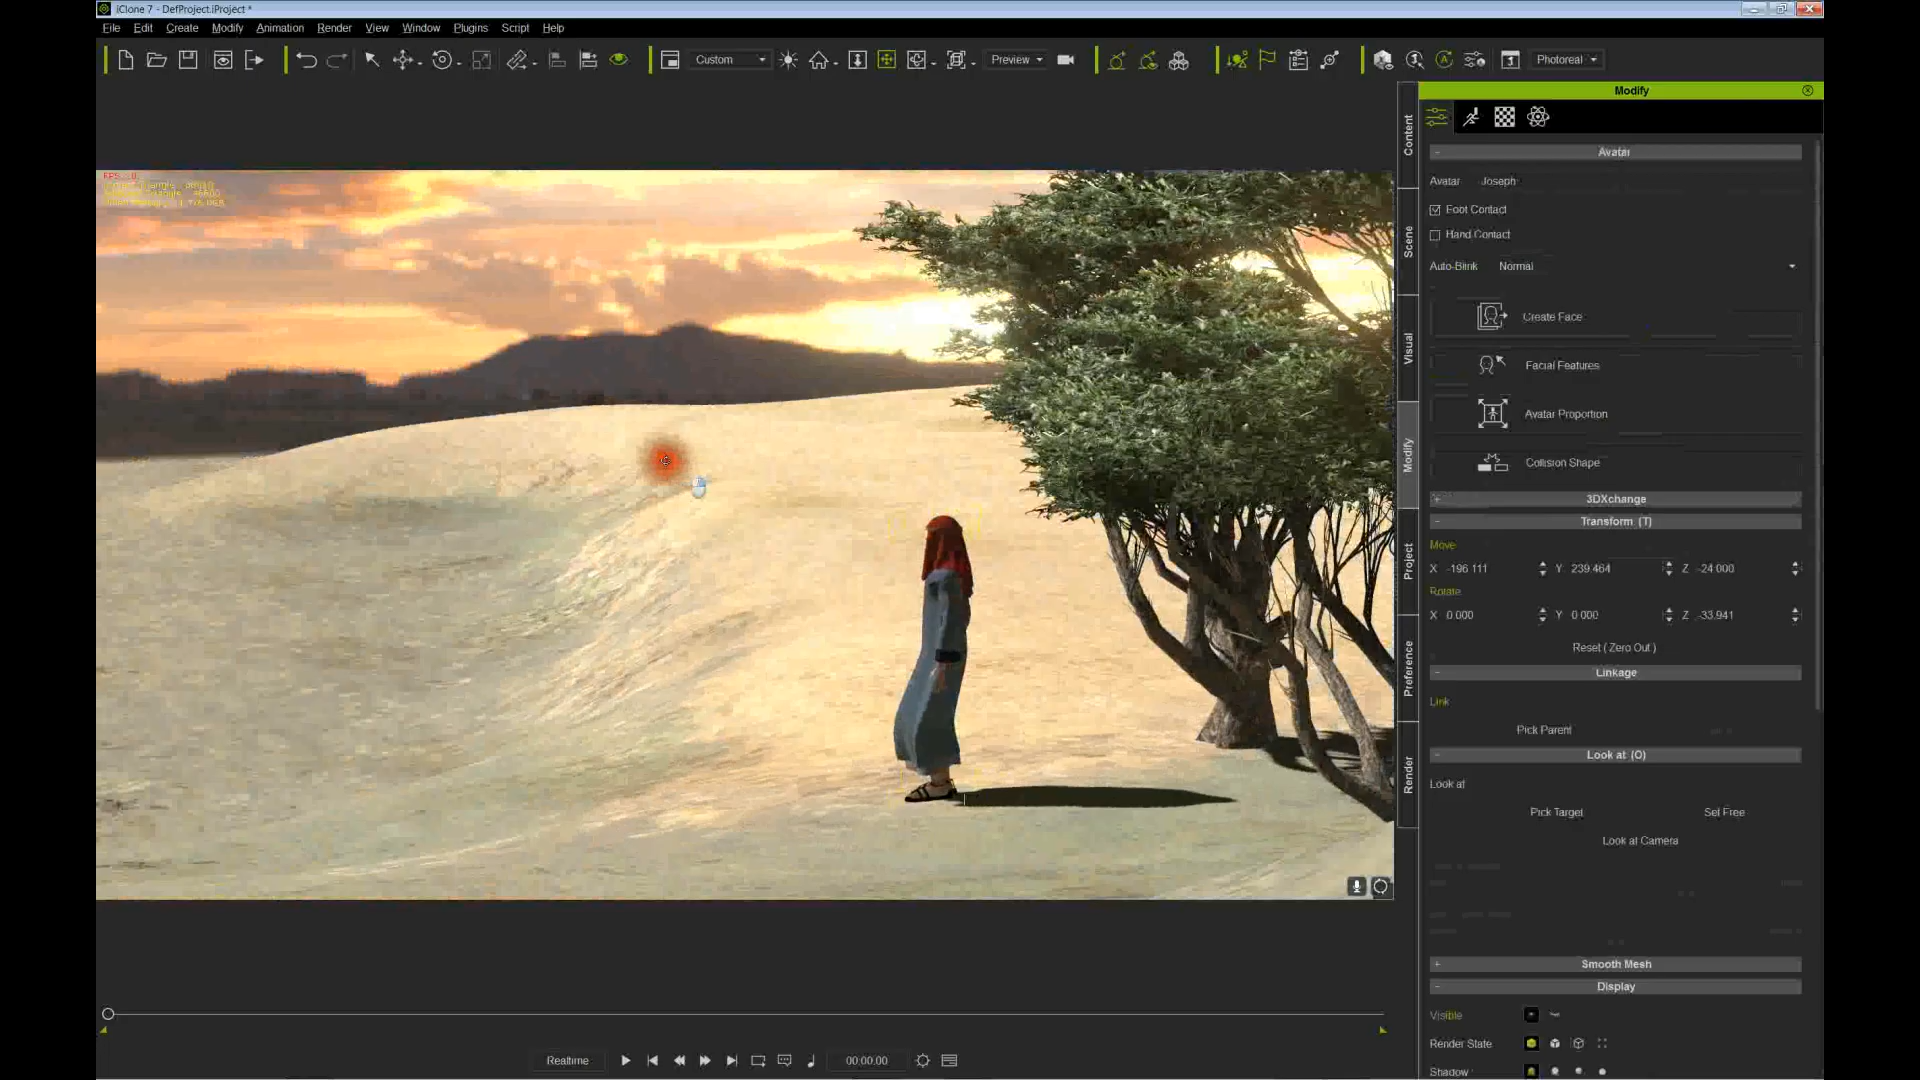 iClone 7 - DefProject.iProject *
File Edit Create Modify Animation Render View Window Plugins Script Help
Custom Preview Photoreal
Modify
Content
Scene
Visual
Modify
Project
Preference
Render
Avatar
Avatar Joseph
Foot Contact
Hand Contact
Auto-Blink Normal
Create Face
Facial Features
Avatar Proportion
Collision Shape
3DXchange
Transform (T)
Move
X -196.111 Y 239.464 Z -24.000
Rotate
X 0.000 Y 0.000 Z -33.941
Reset ( Zero Out )
Linkage
Link
Pick Parent
Look at (O)
Look at
Pick Target Set Free
Look at Camera
Smooth Mesh
Display
Visible
Render State
Shadow
Realtime 00:00:00